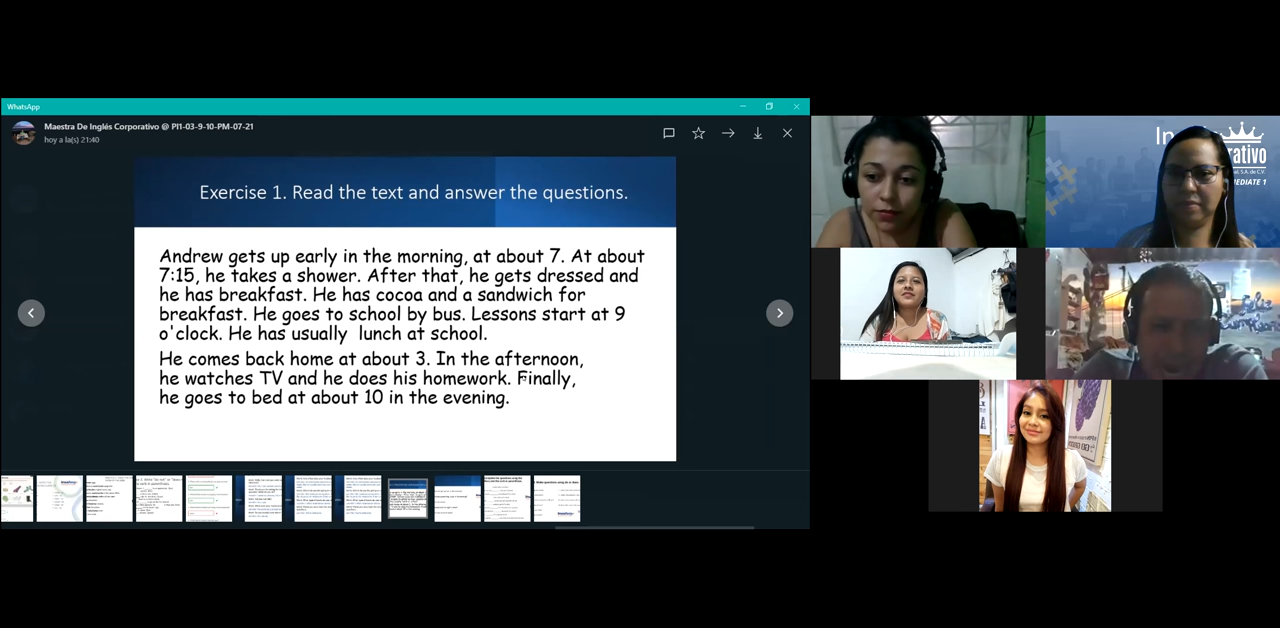 WhatsApp
Maestra De Inglés Corporativo @ PI1-03-9-10-PM-07-21
hoy a la(s) 21:40
Exercise 1. Read the text and answer the questions.
Andrew gets up early in the morning, at about 7. At about
7:15, he takes a shower. After that, he gets dressed and
he has breakfast. He has cocoa and a sandwich for
breakfast. He goes to school by bus. Lessons start at 9
o'clock. He has usually lunch at school.
He comes back home at about 3. In the afternoon,
he watches TV and he does his homework. Finally,
he goes to bed at about 10 in the evening.